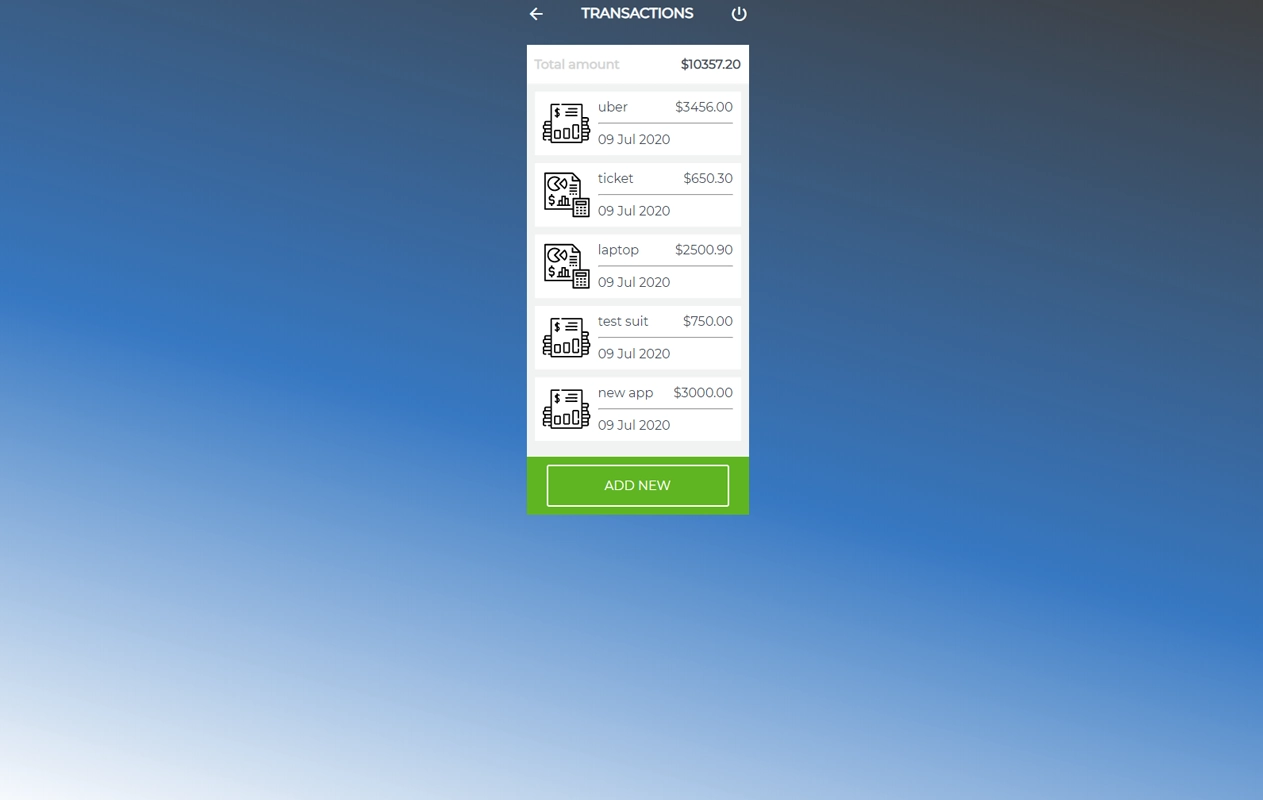 TRANSACTIONS
Total amount $10357.20
uber $3456.00
09 Jul 2020
ticket $650.30
09 Jul 2020
laptop $2500.90
09 Jul 2020
test suit $750.00
09 Jul 2020
new app $3000.00
09 Jul 2020
ADD NEW